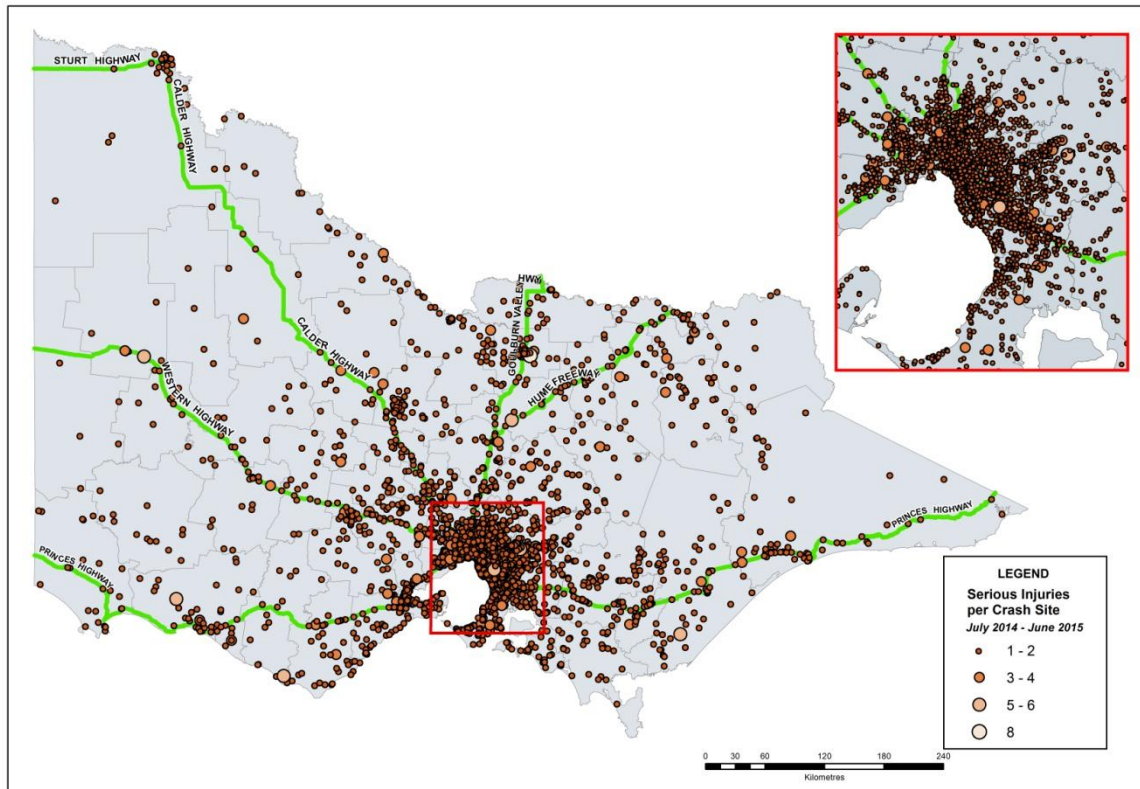 STURT HIGHWAY
CALDER HIGHWAY
CALDER HIGHWAY
GOULBURN VALLEY
HWY
HUME FREEWAY
WESTERN HIGHWAY
PRINCES HIGHWAY
PRINCES HIGHWAY
LEGEND
Serious Injuries
per Crash Site
July 2014 - June 2015
1 - 2
3 - 4
5 - 6
8
0 30 60 120 180 240
Kilometres